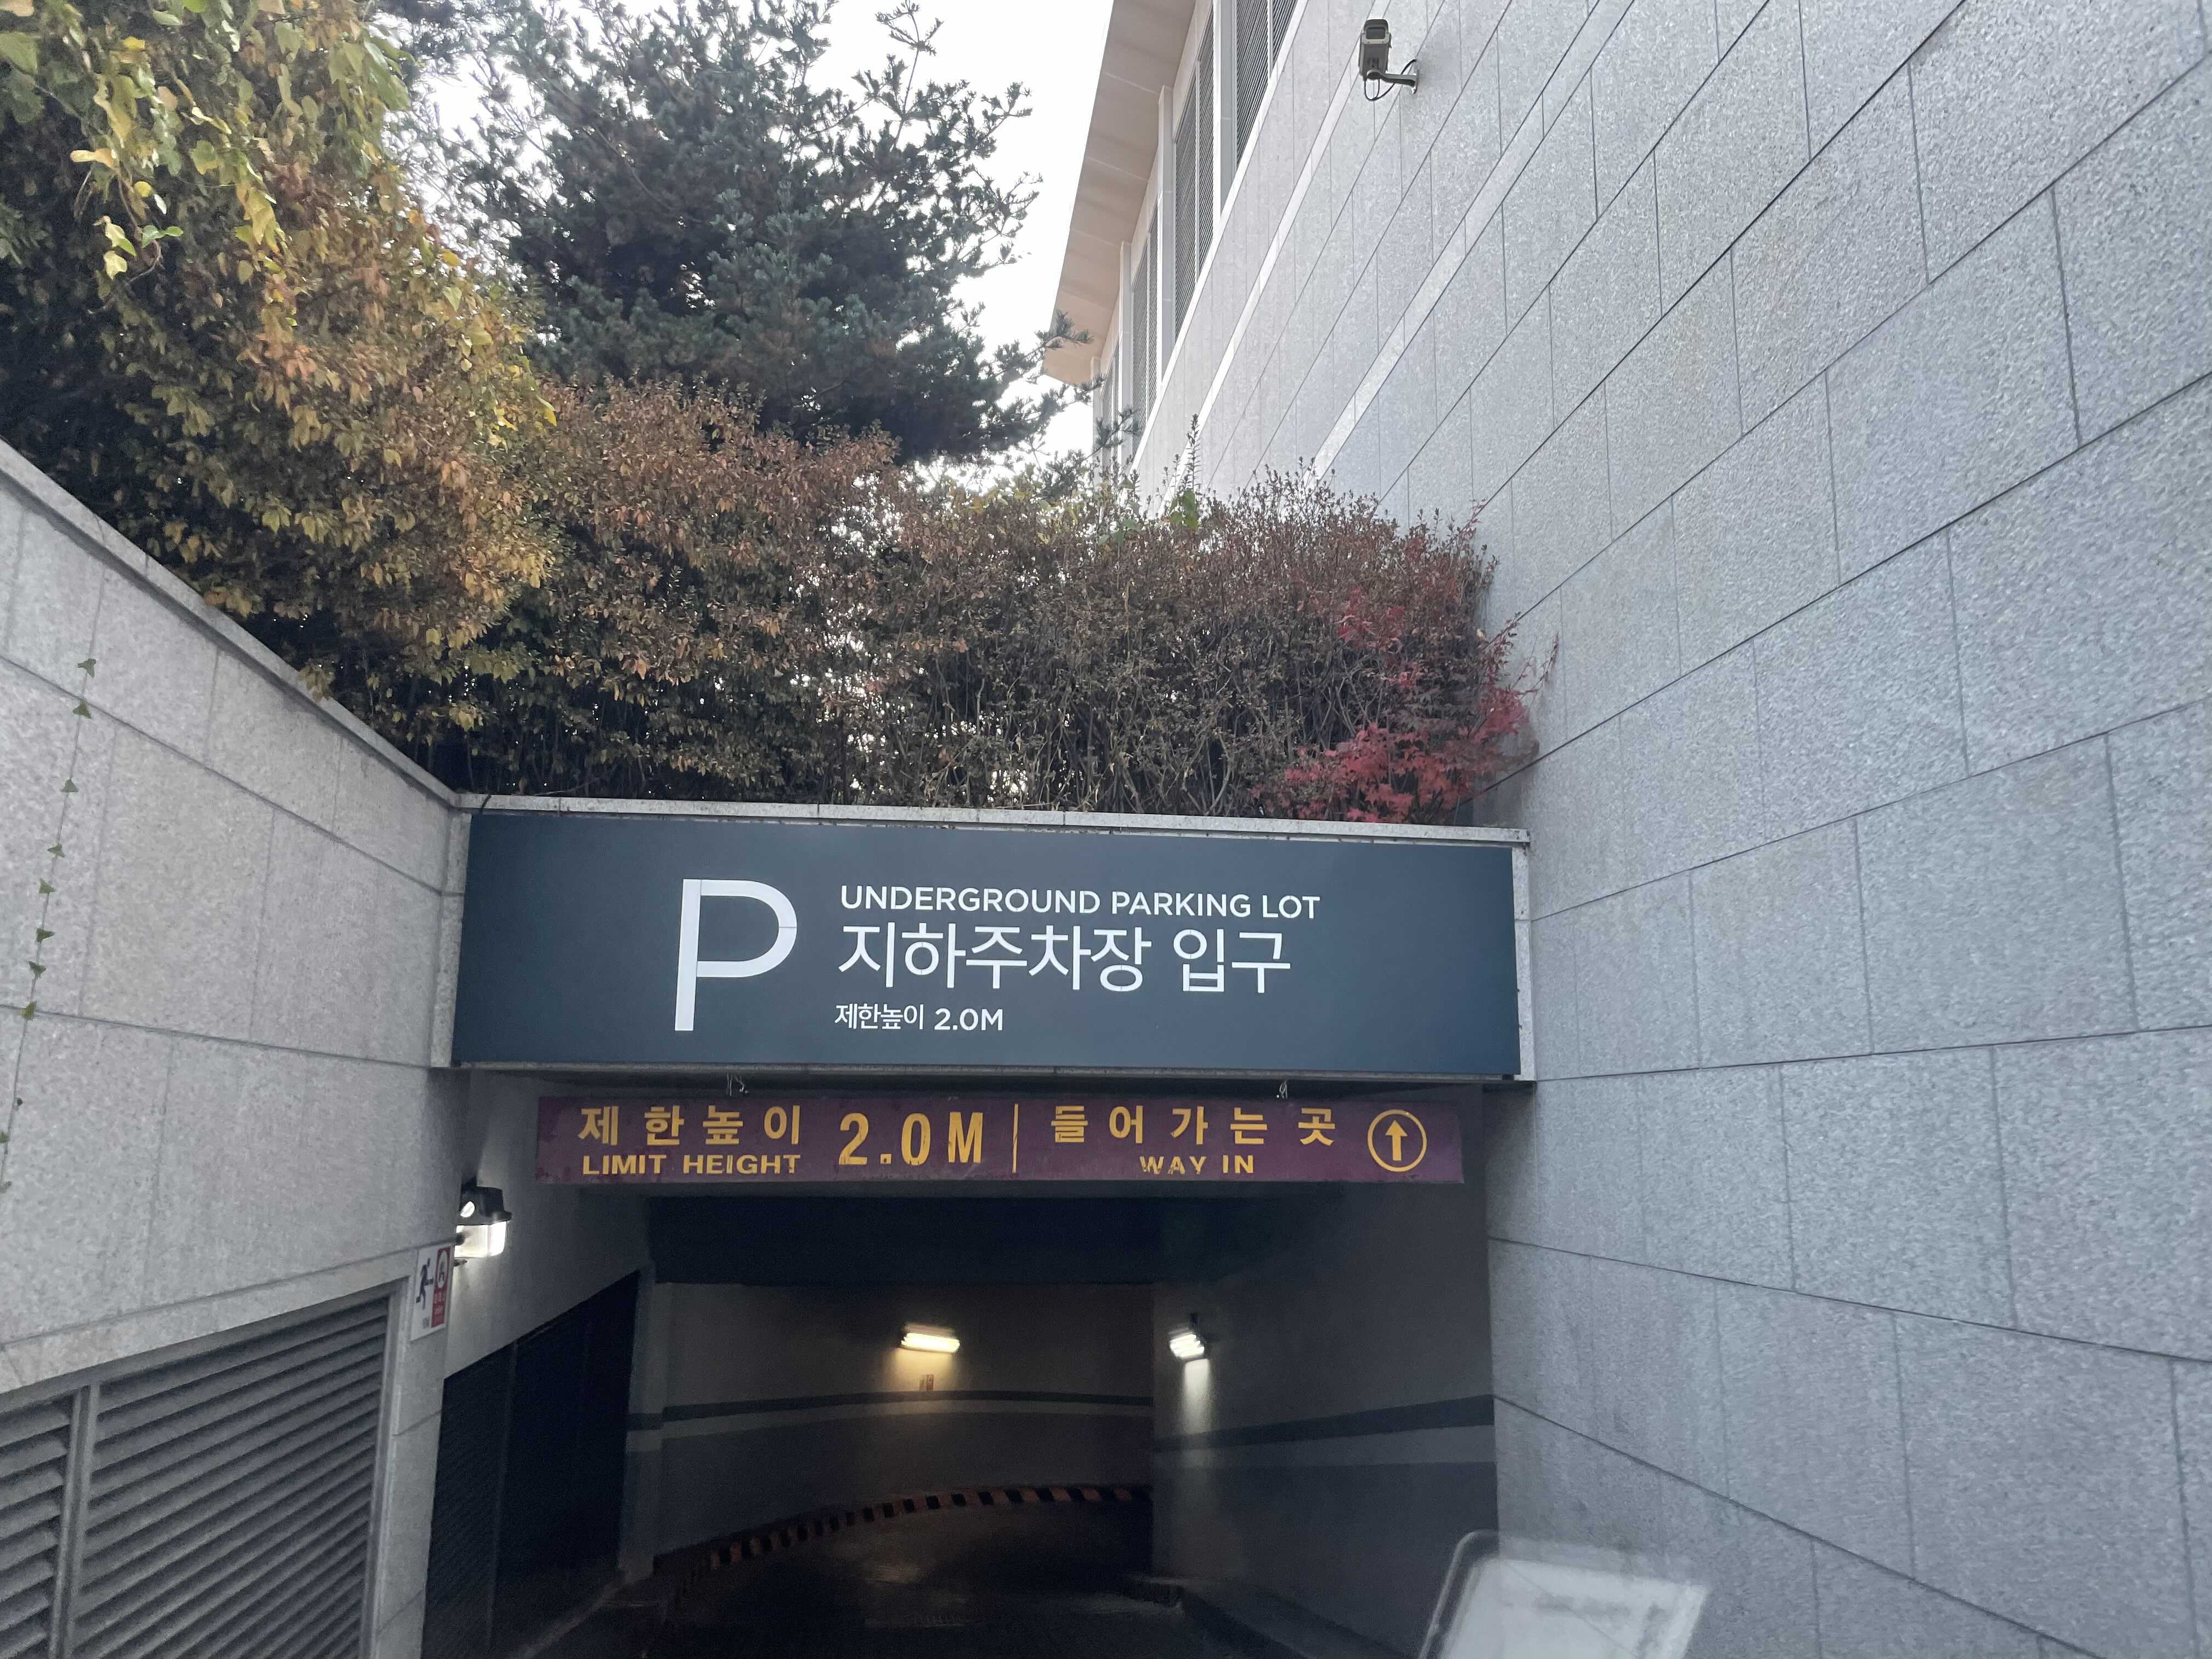 P
UNDERGROUND PARKING LOT
지하주차장 입구
제한높이 2.0M
제한높이 2.0M 들어가는 곳
LIMIT HEIGHT WAY IN